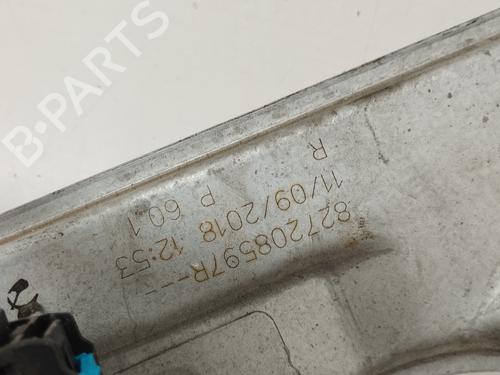 B-PARTS
R
P 60.1
11/09/2018 12:53
827208597R---